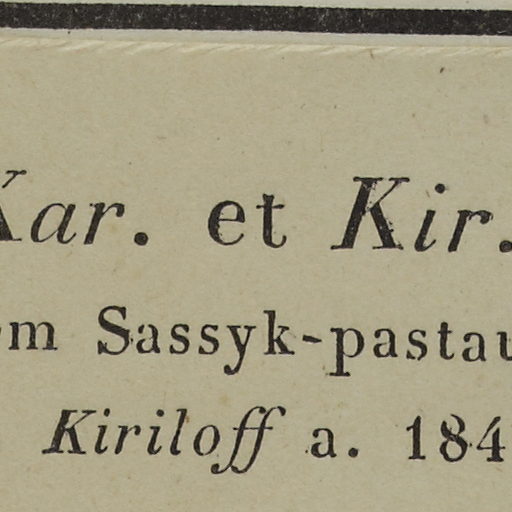 Kar. et Kir.
m Sassyk-pastau
Kiriloff a. 184